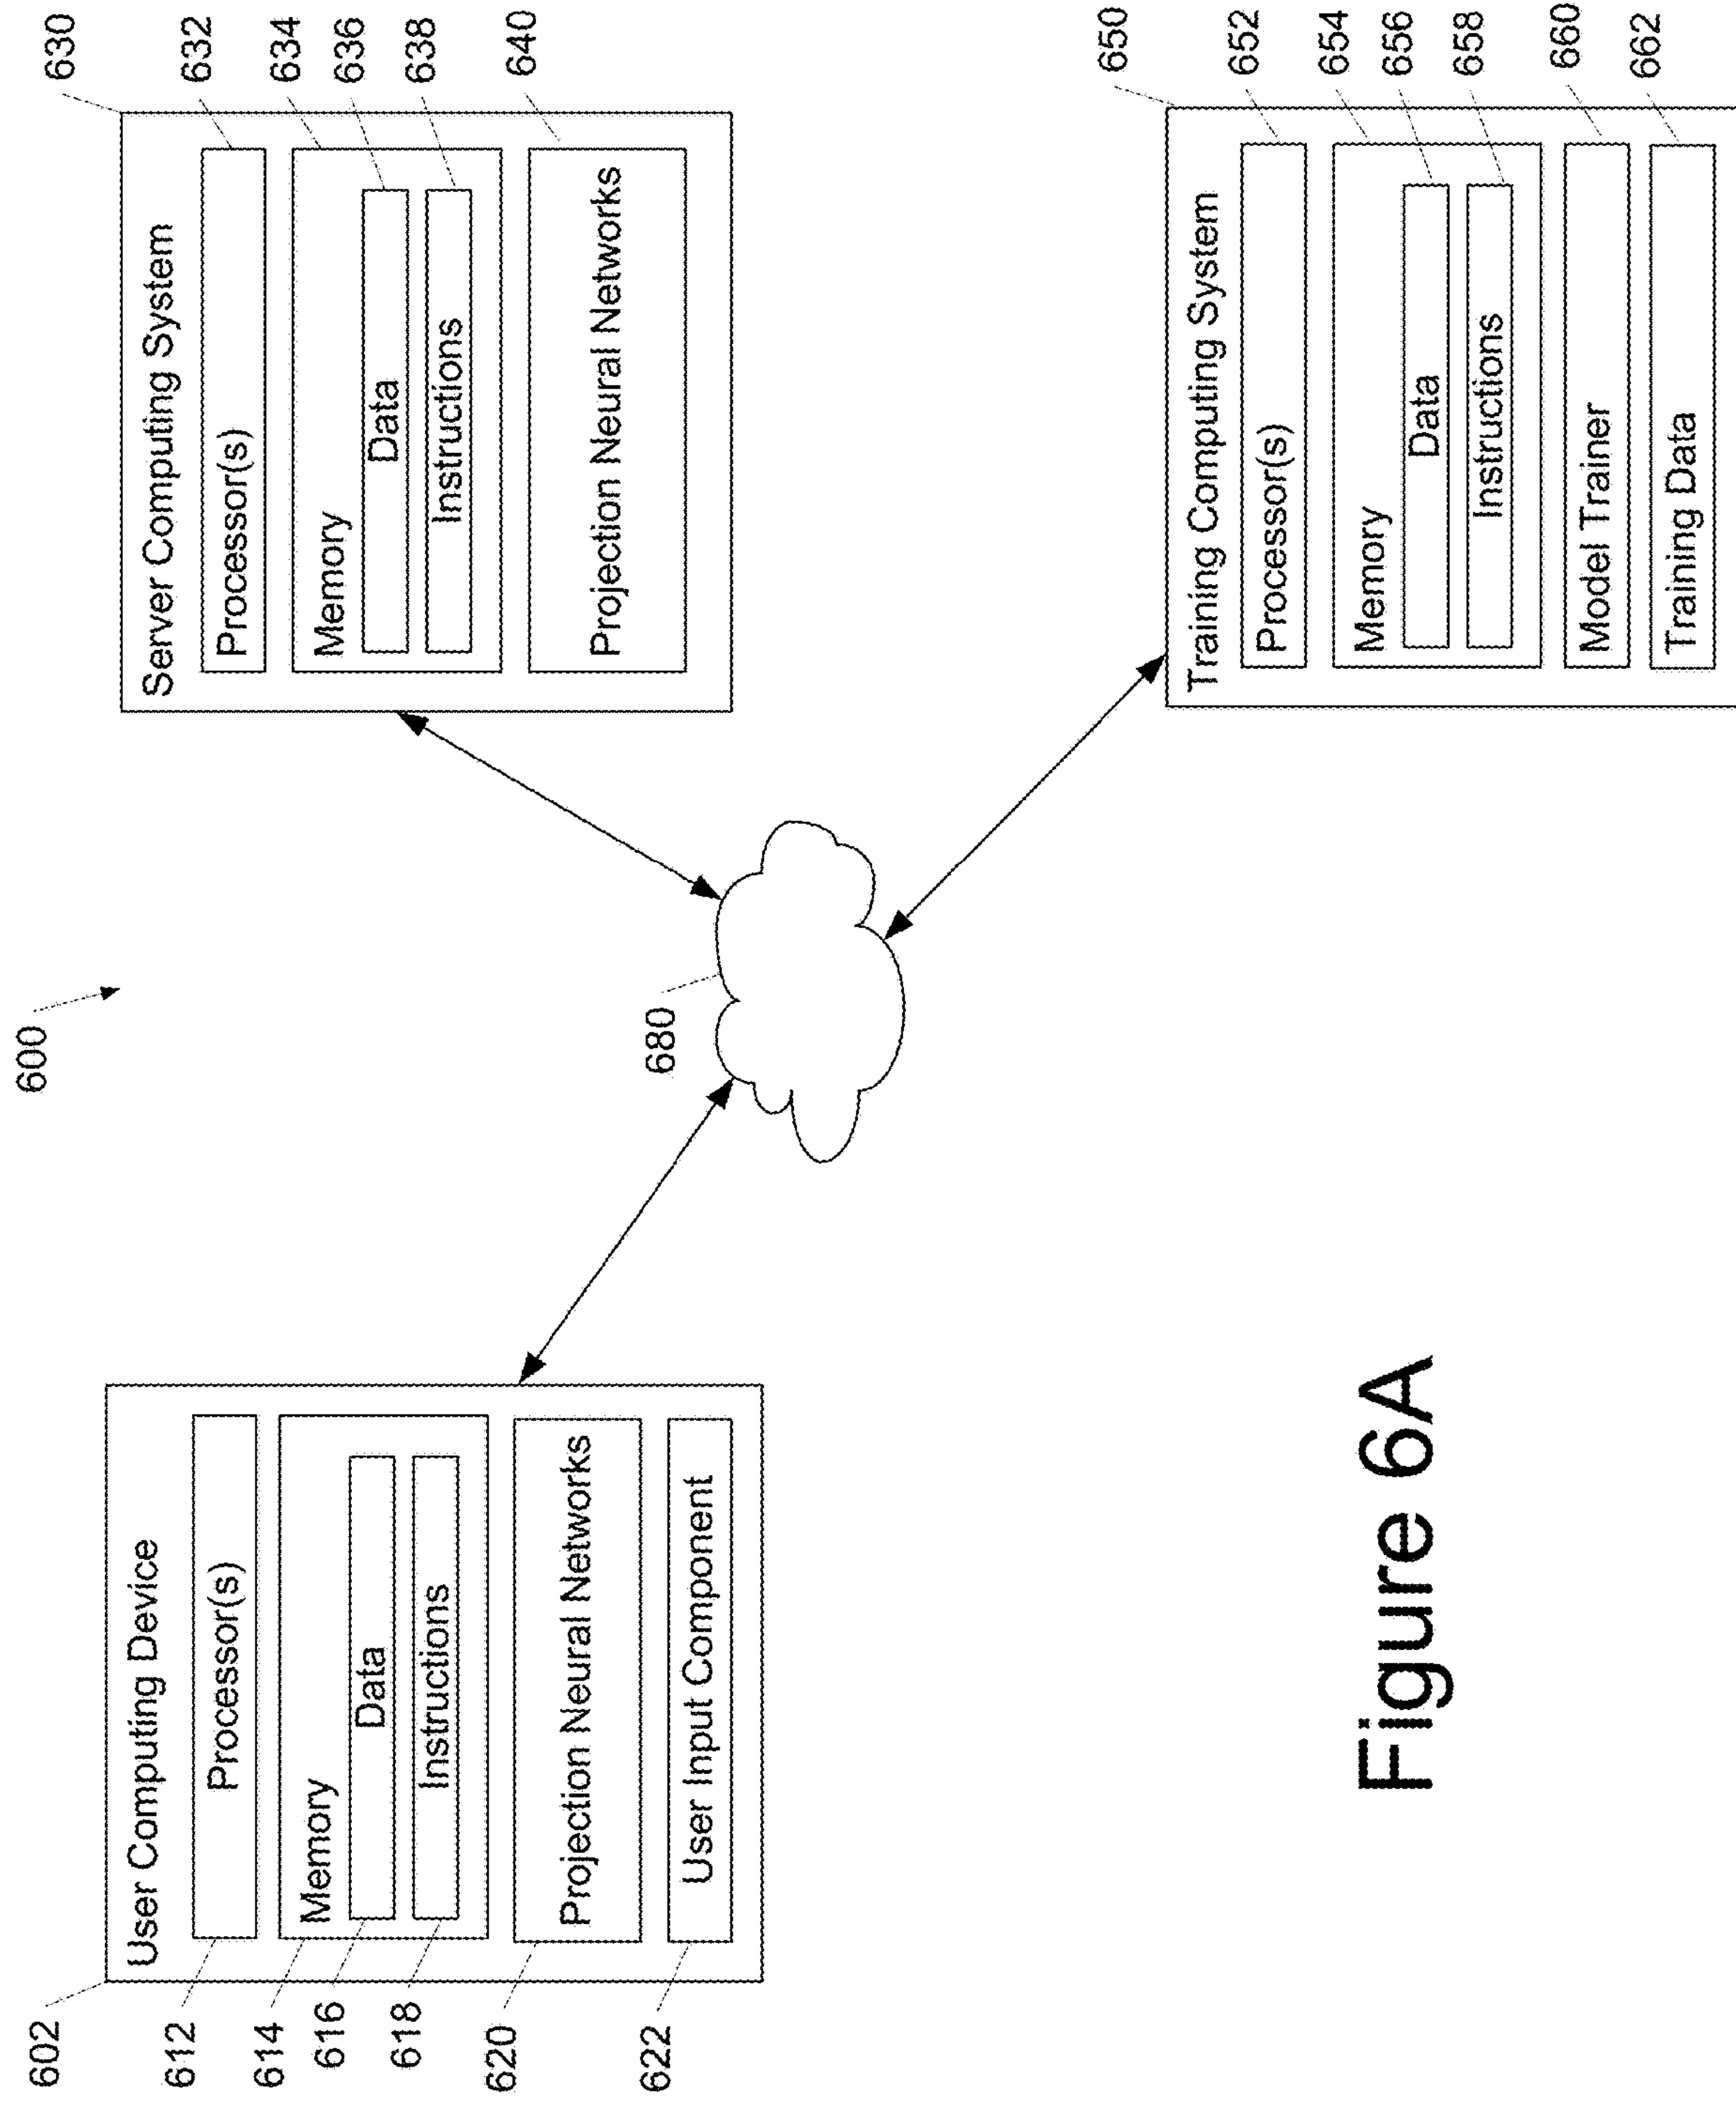 600
602
User Computing Device
612
Processor(s)
614
Memory
616
Data
618
Instructions
620
Projection Neural Networks
622
User Input Component
680
630
Server Computing System
632
Processor(s)
634
Memory
636
Data
638
Instructions
640
Projection Neural Networks
650
Training Computing System
652
Processor(s)
654
Memory
656
Data
658
Instructions
660
Model Trainer
662
Training Data
Figure 6A